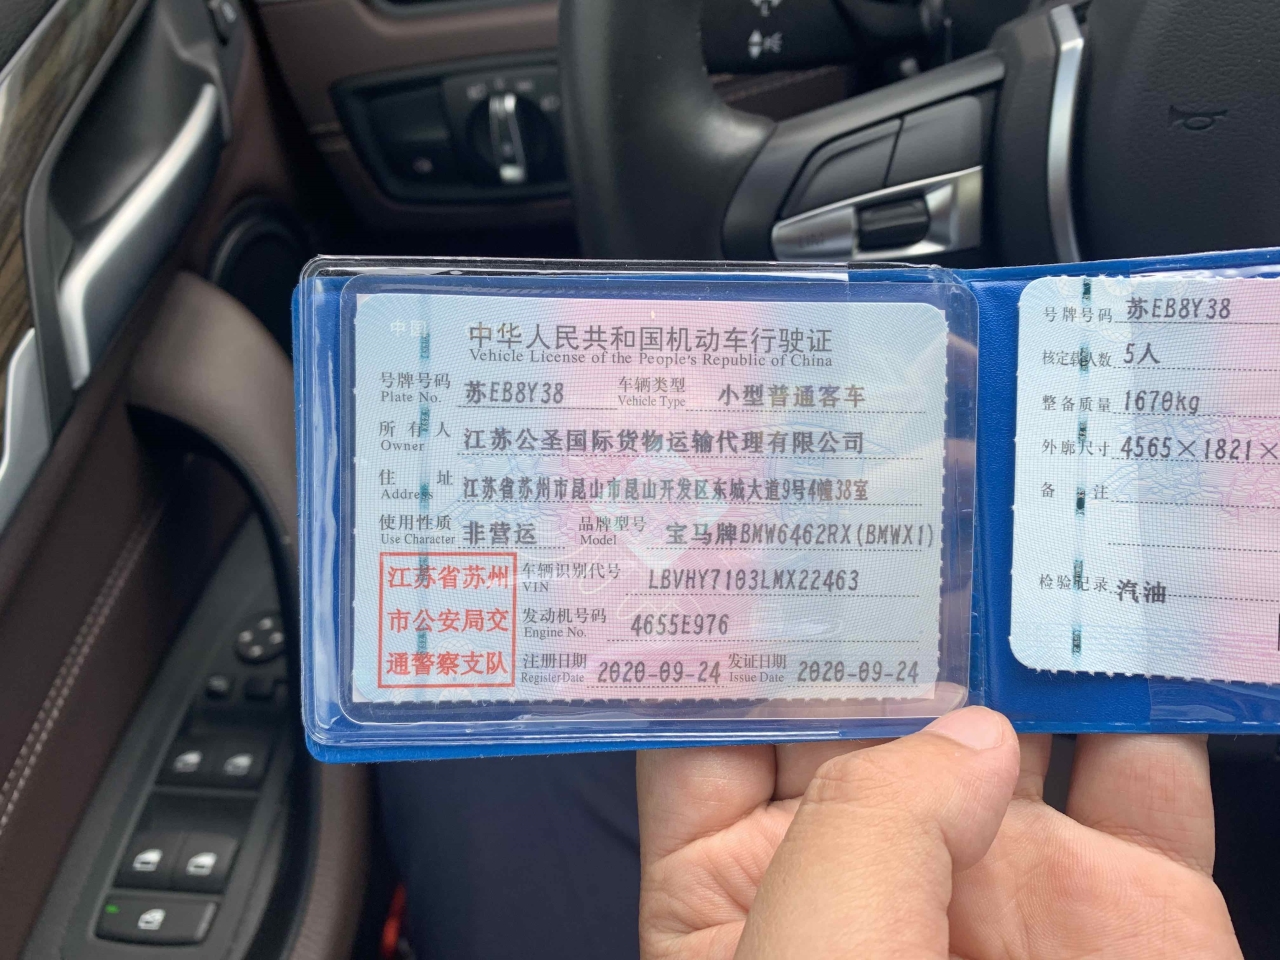 中国
中华人民共和国机动车行驶证
Vehicle License of the People's Republic of China
号牌号码 苏EB8Y38 车辆类型 小型普通客车
Plate No. Vehicle Type
所有人 江苏公圣国际货物运输代理有限公司
Owner
住址 江苏省苏州市昆山市昆山开发区东城大道9号4幢38室
Address
使用性质 非营运 品牌型号 宝马牌BMW6462RX(BMWX1)
Use Character Model
江苏省苏州
市公安局交
通警察支队
车辆识别代号 LBVHY7103LMX22463
VIN
发动机号码 4655E976
Engine No.
注册日期 2020-09-24 发证日期 2020-09-24
Register Date Issue Date
号牌号码 苏EB8Y38
核定载人数 5人
整备质量 1670kg
外廓尺寸 4565×1821×
备注
检验记录 汽油